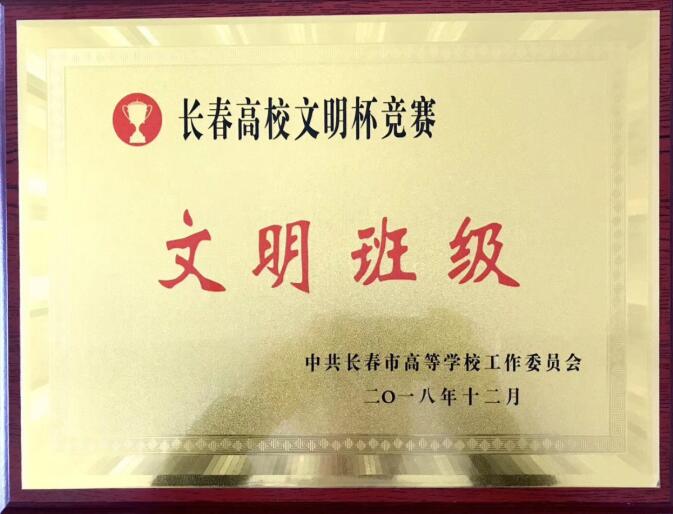 长春高校文明杯竞赛
文明班级
中共长春市高等学校工作委员会
二〇一八年十二月